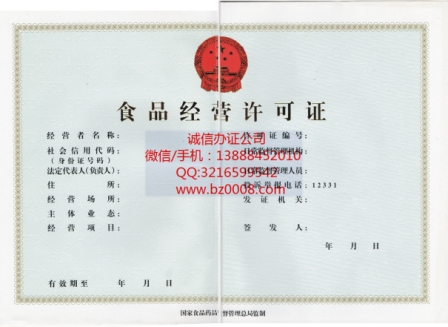 食品经营许可证
经营者名称:
社会信用代码:
(身份证号码)
法定代表人(负责人):
住 所:
经营场所:
主体业态:
经营项目:
有效期至 年 月 日
可证编号:
日常监督管理机构:
监督管理人员:
举报电话: 12331
发证机关:
签发人:
年 月 日
诚信办证公司
微信/手机: 13888452010
QQ:3216599542
www.bz0008.com
国家食品药品 督管理总局监制